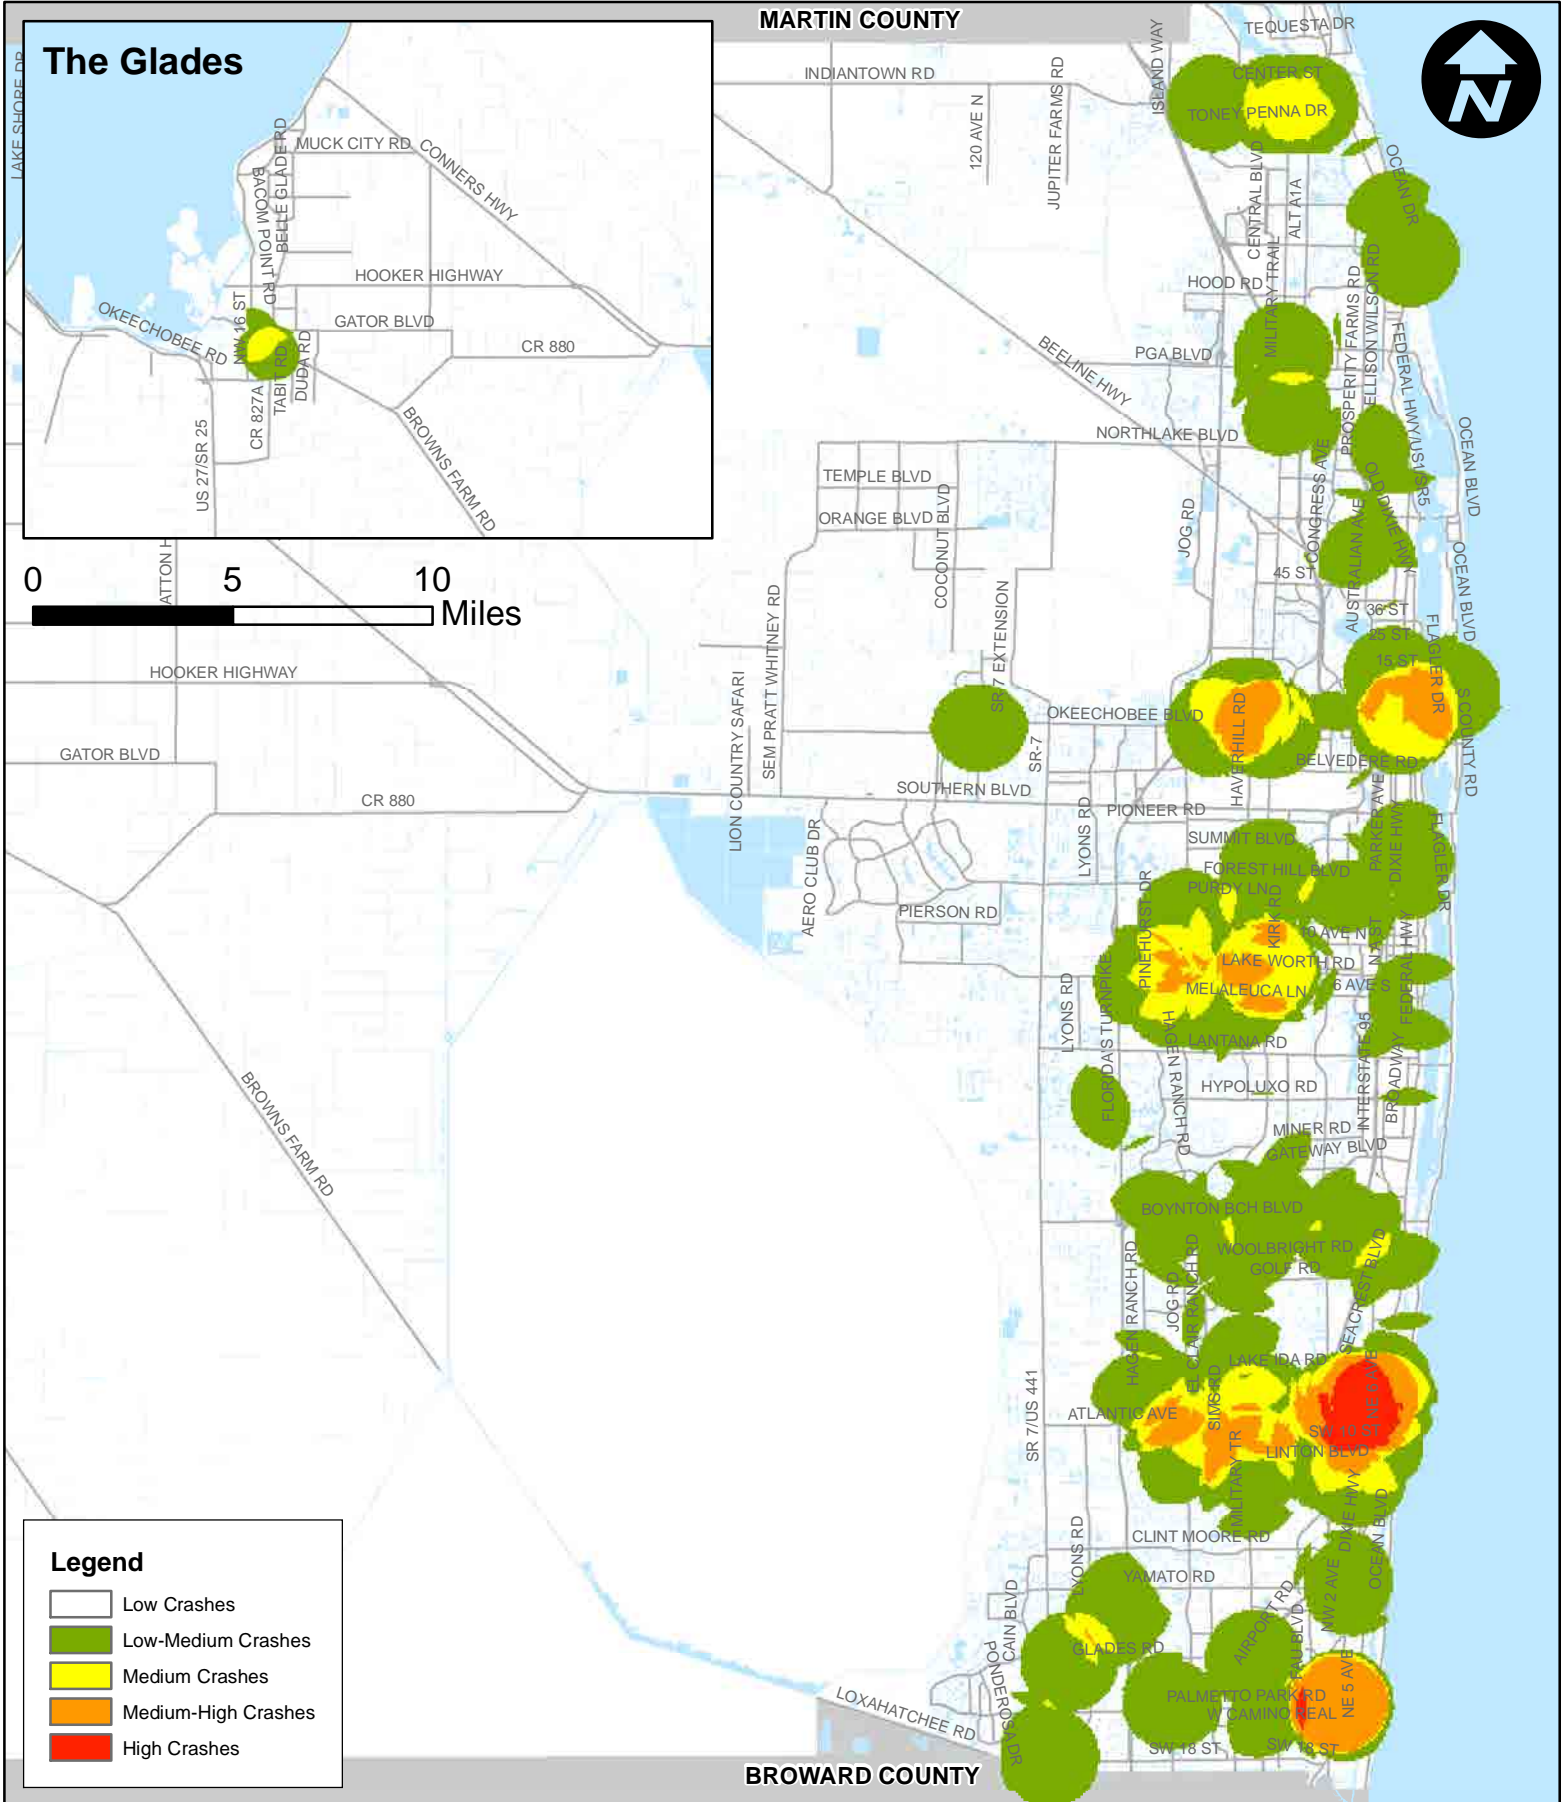 MARTIN COUNTY
The Glades
LAKE SHORE DR
MUCK CITY RD
CONNERS HWY
BACOM POINT RD
BELLE GLADE RD
HOOKER HIGHWAY
NW 16 ST
GATOR BLVD
OKEECHOBEE RD
CR 880
TABIT RD
DUDA RD
CR 827A
US 27/SR 25
BROWNS FARM RD
N
TEQUESTA DR
ISLAND WAY
INDIANTOWN RD
CENTER ST
TONEY PENNA DR
120 AVE N
JUPITER FARMS RD
OCEAN DR
CENTRAL BLVD
ALT A1A
MILITARY TRAIL
HOOD RD
PROSPERITY FARMS RD
ELLISON WILSON RD
FEDERAL HWY/US1/SR5
PGA BLVD
BEELINE HWY
NORTHLAKE BLVD
OCEAN BLVD
TEMPLE BLVD
ORANGE BLVD
COCONUT BLVD
JOG RD
CONGRESS AVE
OLD DIXIE HWY
AUSTRALIAN AVE
45 ST
OCEAN BLVD
36 ST
25 ST
15 ST
FLAGLER DR
0 5 10
Miles
ATTON H
HOOKER HIGHWAY
GATOR BLVD
CR 880
LION COUNTRY SAFARI
SEM PRATT WHITNEY RD
SR-7 EXTENSION
OKEECHOBEE BLVD
SR-7
HAVERHILL RD
BELVEDERE RD
S COUNTY RD
SOUTHERN BLVD
LYONS RD
PIONEER RD
PARKER AVE
DIXIE HWY
FLAGLER DR
SUMMIT BLVD
FOREST HILL BLVD
PURDY LN
AERO CLUB DR
PIERSON RD
PINEHURST DR
KIRK RD
10 AVE N
N A ST
FEDERAL HWY
LAKE WORTH RD
MELALEUCA LN
6 AVE S
LYONS RD
FLORIDA'S TURNPIKE
HAGEN RANCH RD
LANTANA RD
INTERSTATE 95
BROADWAY
HYPOLUXO RD
MINER RD
GATEWAY BLVD
BROWNS FARM RD
BOYNTON BCH BLVD
WOOLBRIGHT RD
GOLF RD
SEACREST BLVD
HAGEN RANCH RD
JOG RD
EL CLAIR RANCH RD
LAKE IDA RD
SIMS RD
NE 6 AVE
SR 7/US 441
ATLANTIC AVE
SW 10 ST
LINTON BLVD
MILITARY TR
DIXIE HWY
OCEAN BLVD
CLINT MOORE RD
LYONS RD
YAMATO RD
NW 2 AVE
AIRPORT RD
FAU BLVD
CAIN BLVD
GLADES RD
PONDEROSA DR
PALMETTO PARK RD
W CAMINO REAL
NE 5 AVE
SW 18 ST
SW 18 ST
LOXAHATCHEE RD
BROWARD COUNTY
Legend
Low Crashes
Low-Medium Crashes
Medium Crashes
Medium-High Crashes
High Crashes